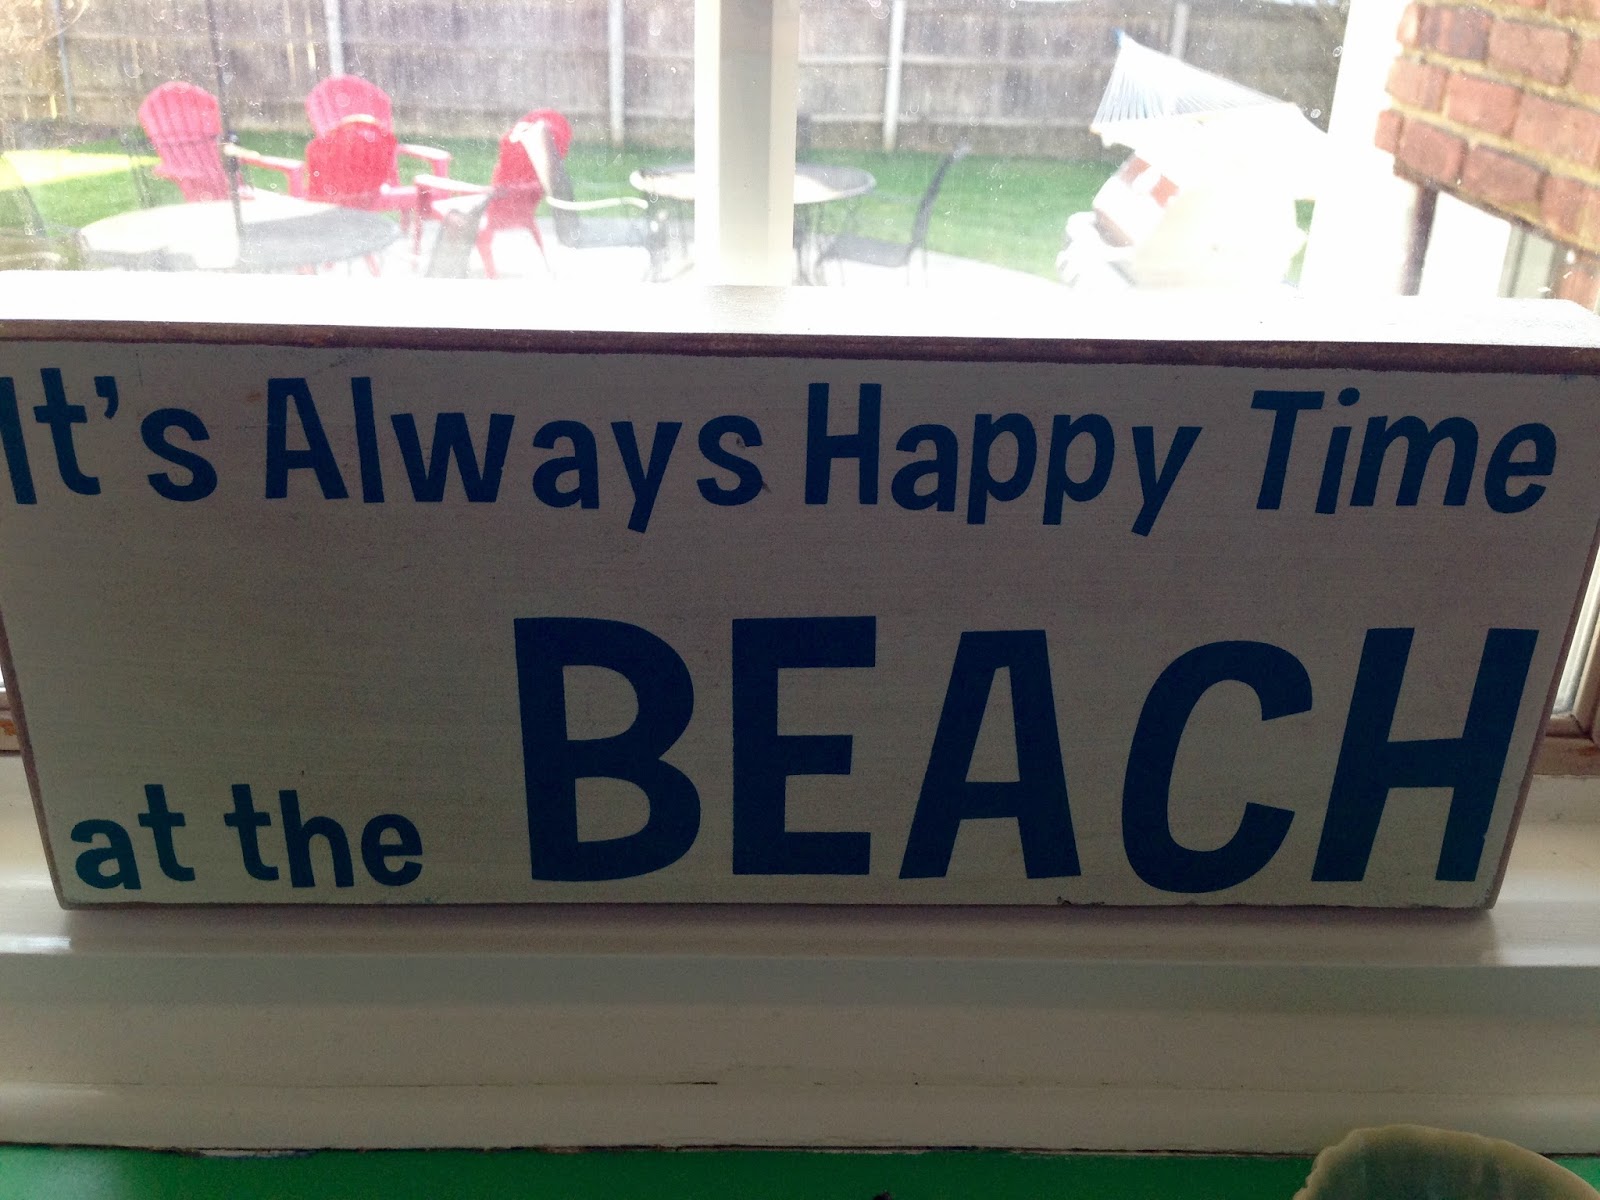 It's Always Happy Time
at the BEACH